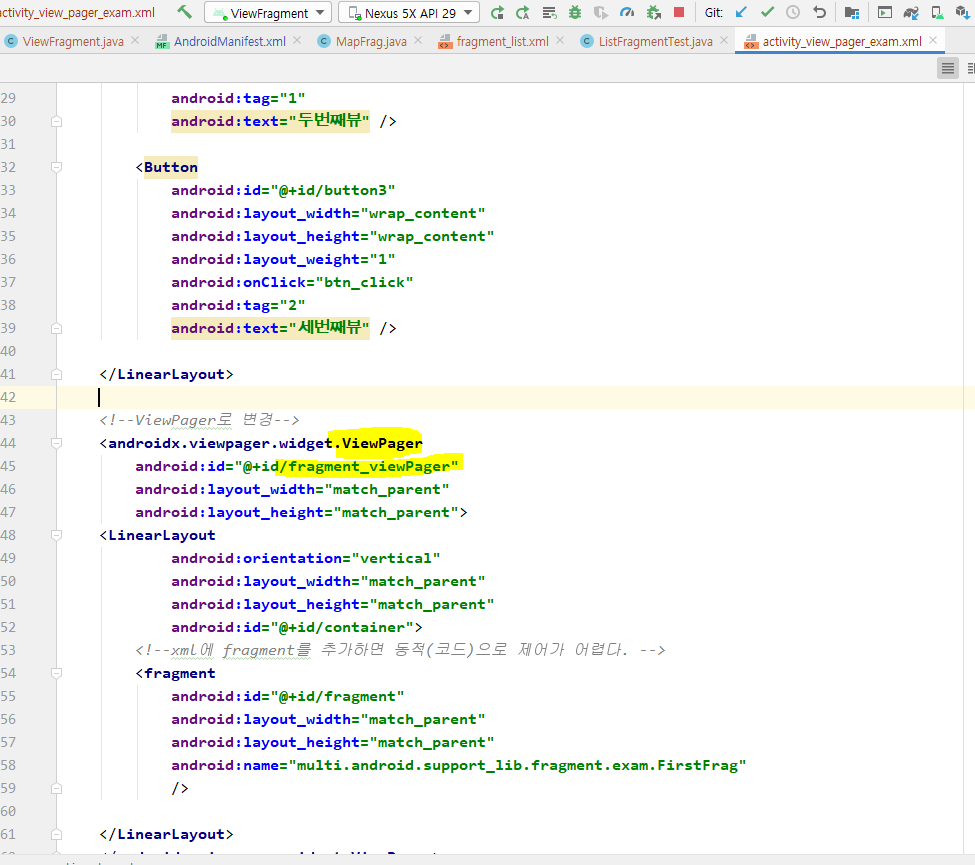 activity_view_pager_exam.xml ViewFragment Nexus 5X API 29 Git:
ViewFragment.java AndroidManifest.xml MapFrag.java fragment_list.xml ListFragmentTest.java activity_view_pager_exam.xml
29 android:tag="1"
30 android:text="두번째뷰" />
31
32 <Button
33 android:id="@+id/button3"
34 android:layout_width="wrap_content"
35 android:layout_height="wrap_content"
36 android:layout_weight="1"
37 android:onClick="btn_click"
38 android:tag="2"
39 android:text="세번째뷰" />
40
41 </LinearLayout>
42
43 <!--ViewPager로 변경-->
44 <androidx.viewpager.widget.ViewPager
45 android:id="@+id/fragment_viewPager"
46 android:layout_width="match_parent"
47 android:layout_height="match_parent">
48 <LinearLayout
49 android:orientation="vertical"
50 android:layout_width="match_parent"
51 android:layout_height="match_parent"
52 android:id="@+id/container">
53 <!--xml에 fragment를 추가하면 동적(코드)으로 제어가 어렵다. -->
54 <fragment
55 android:id="@+id/fragment"
56 android:layout_width="match_parent"
57 android:layout_height="match_parent"
58 android:name="multi.android.support_lib.fragment.exam.FirstFrag"
59 />
60
61 </LinearLayout>